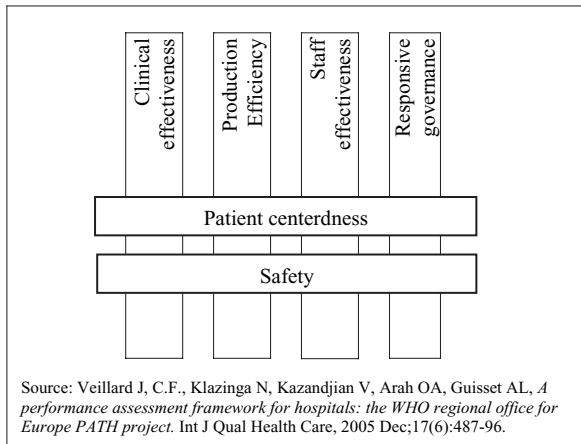 Clinical
effectiveness
Production
Efficiency
Staff
effectiveness
Responsive
governance
Patient centerdness
Safety
Source: Veillard J, C.F., Klazinga N, Kazandjian V, Arah OA, Guisset AL, A
performance assessment framework for hospitals: the WHO regional office for
Europe PATH project. Int J Qual Health Care, 2005 Dec;17(6):487-96.